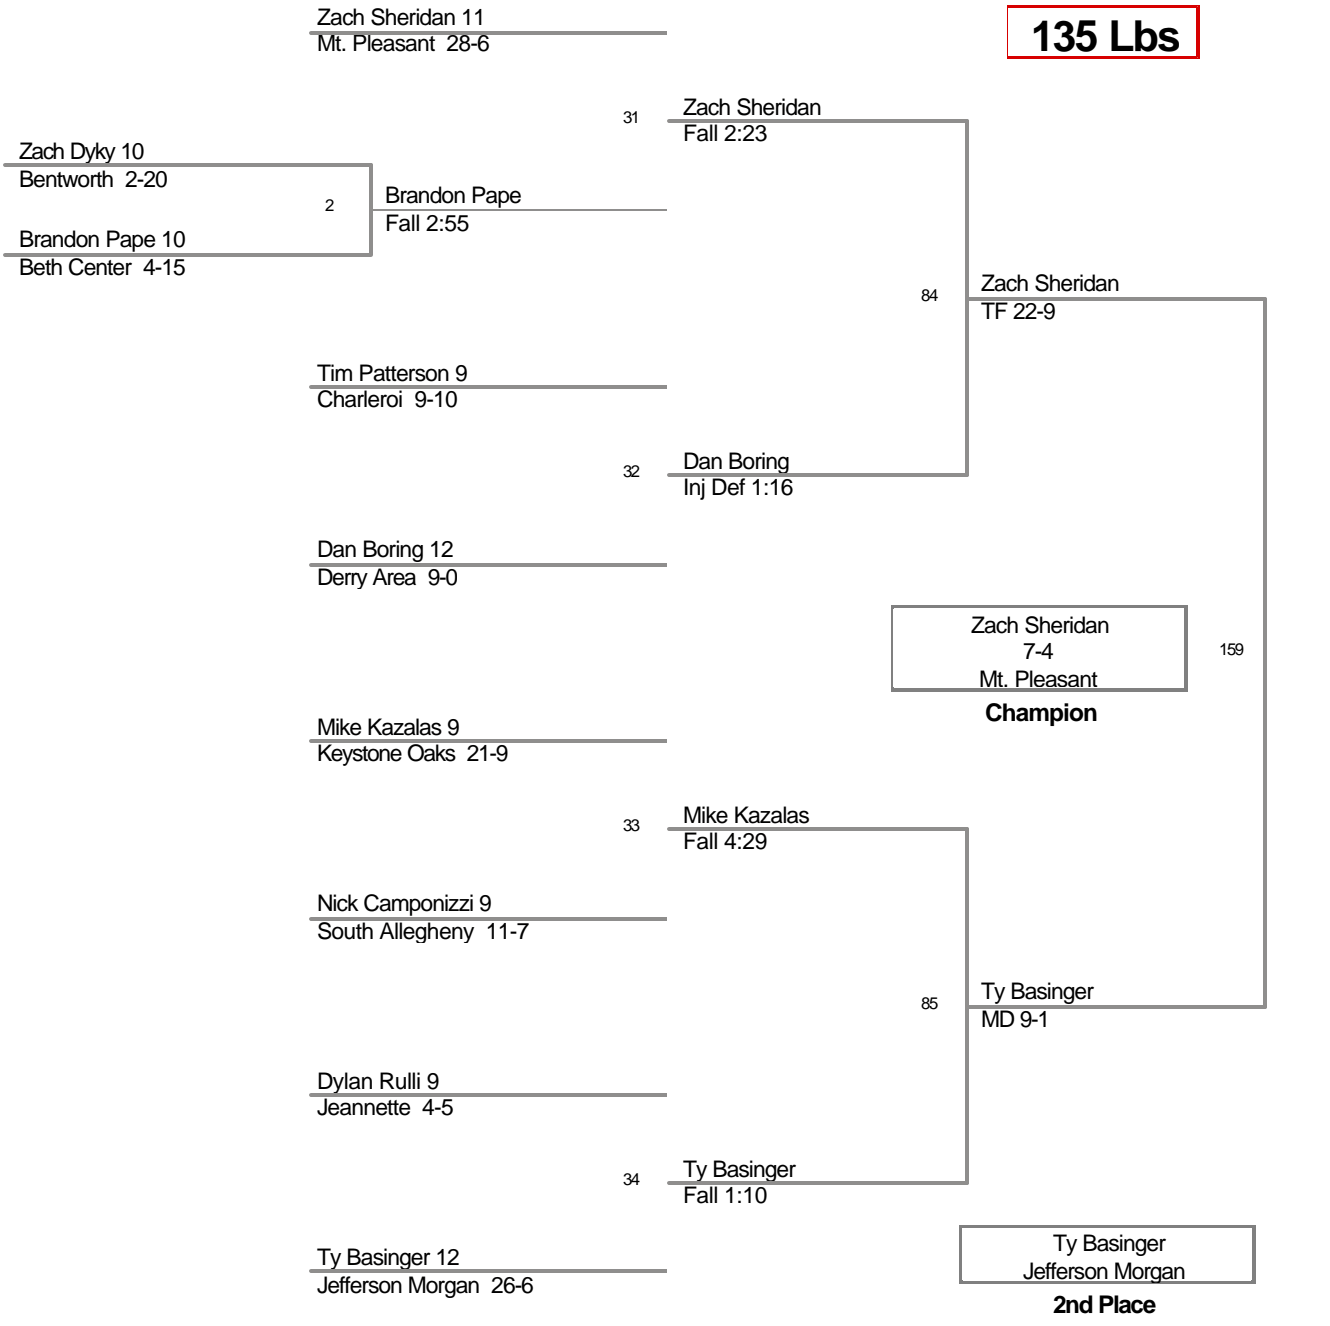 Zach Sheridan 11
Mt. Pleasant 28-6
135 Lbs
31
Zach Sheridan
Fall 2:23
Zach Dyky 10
Bentworth 2-20
2
Brandon Pape
Fall 2:55
Brandon Pape 10
Beth Center 4-15
84
Zach Sheridan
TF 22-9
Tim Patterson 9
Charleroi 9-10
32
Dan Boring
Inj Def 1:16
Dan Boring 12
Derry Area 9-0
Zach Sheridan
7-4
Mt. Pleasant
Champion
159
Mike Kazalas 9
Keystone Oaks 21-9
33
Mike Kazalas
Fall 4:29
Nick Camponizzi 9
South Allegheny 11-7
85
Ty Basinger
MD 9-1
Dylan Rulli 9
Jeannette 4-5
34
Ty Basinger
Fall 1:10
Ty Basinger 12
Jefferson Morgan 26-6
Ty Basinger
Jefferson Morgan
2nd Place